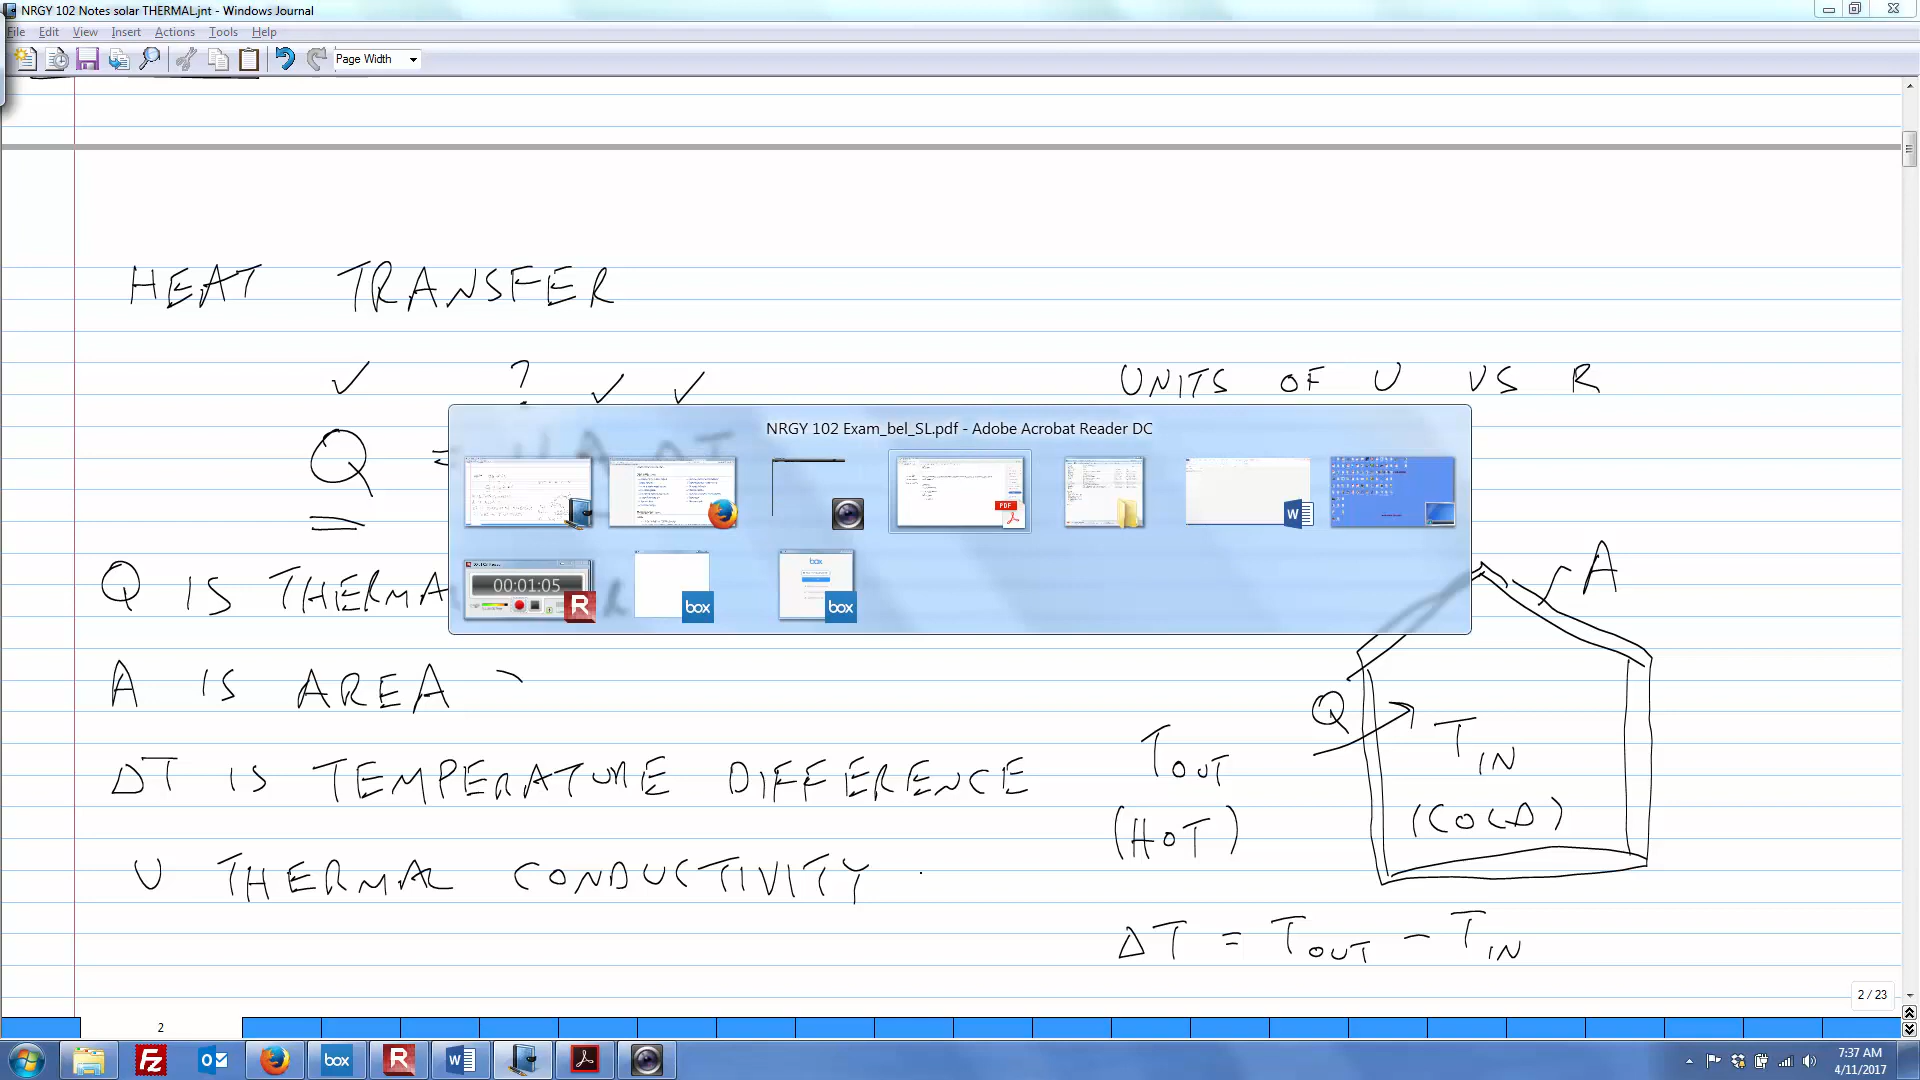 NRGY 102 Notes solar THERMAL.jnt - Windows Journal
File Edit View Insert Actions Tools Help
Page Width
HEAT TRANSFER
✓ ? ✓ ✓
UNITS OF U VS R
Q = UA ΔT
NRGY 102 Exam_bel_SL.pdf - Adobe Acrobat Reader DC
00:01:05
box
box
box
Q IS THERMA
A
A IS AREA
Q
T IN
T OUT
ΔT IS TEMPERATURE DIFFERENCE
(COLD)
(HOT)
U THERMAL CONDUCTIVITY
ΔT = T OUT - T IN
2 / 23
2
box
7:37 AM
4/11/2017